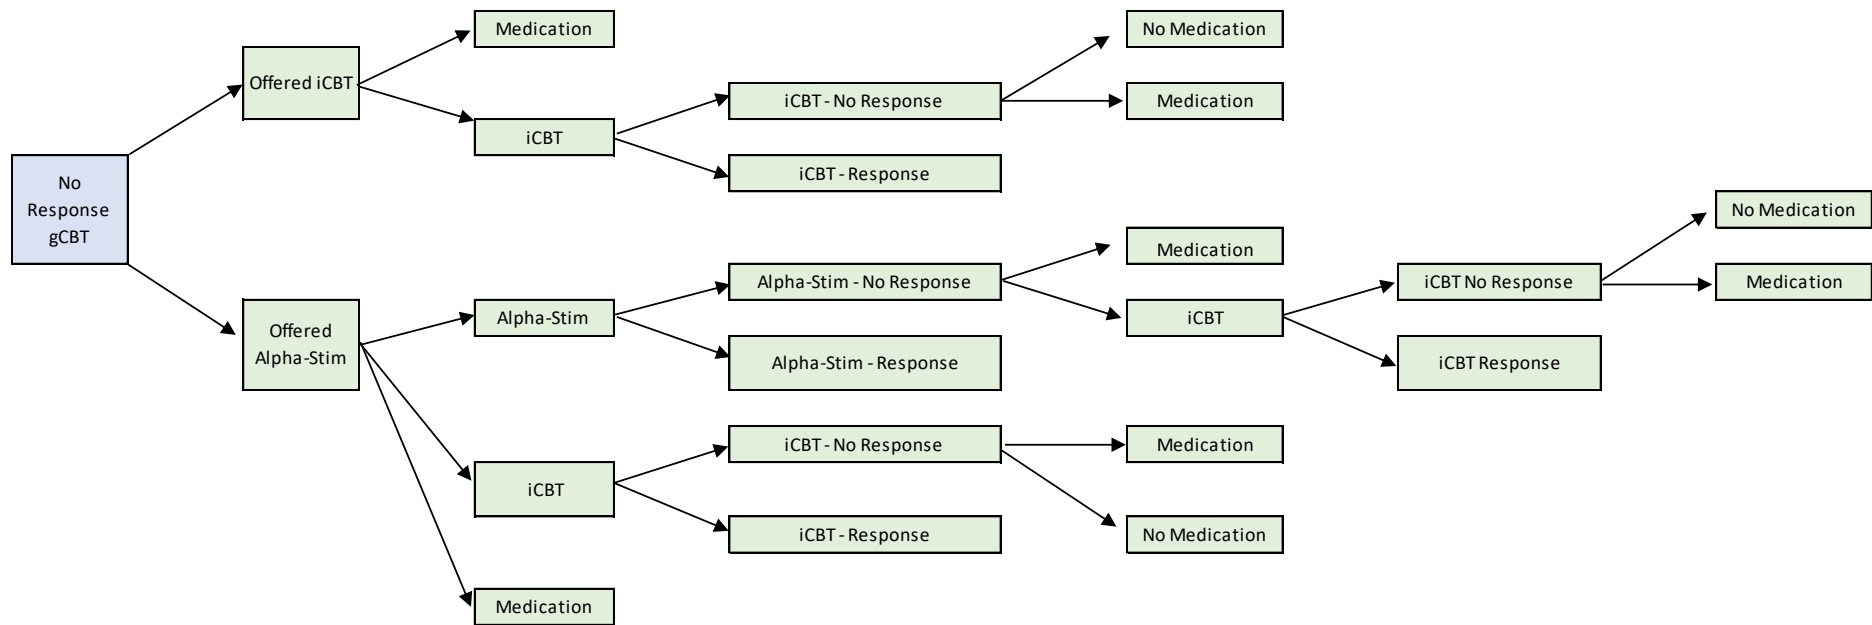 No
Response
gCBT
Offered iCBT
Offered
Alpha-Stim
Medication
iCBT
Alpha-Stim
iCBT
Medication
iCBT - No Response
iCBT - Response
Alpha-Stim - No Response
Alpha-Stim - Response
iCBT - No Response
iCBT - Response
No Medication
Medication
Medication
iCBT
Medication
No Medication
iCBT No Response
iCBT Response
No Medication
Medication